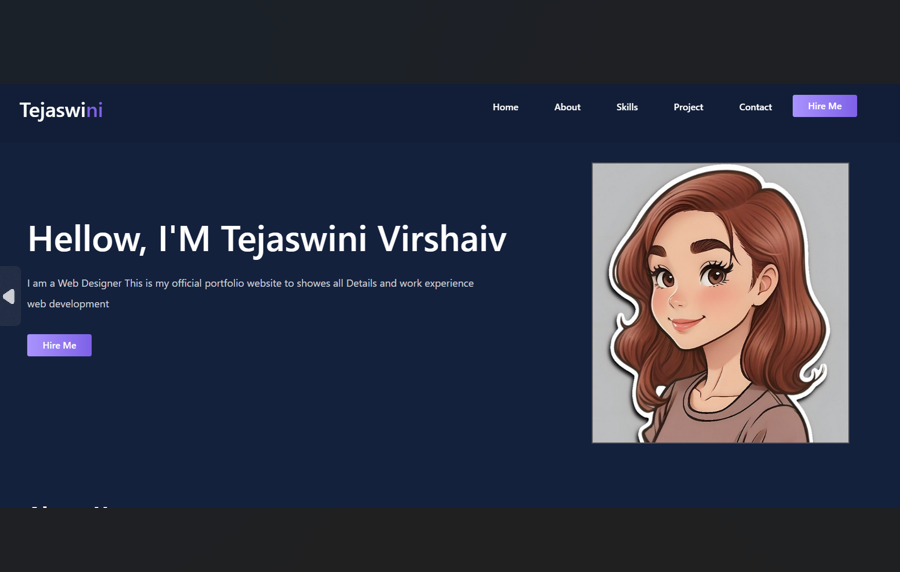 Tejaswini
Home About Skills Project Contact Hire Me
Hellow, I'M Tejaswini Virshaiv
I am a Web Designer This is my official portfolio website to showes all Details and work experience
web development
Hire Me